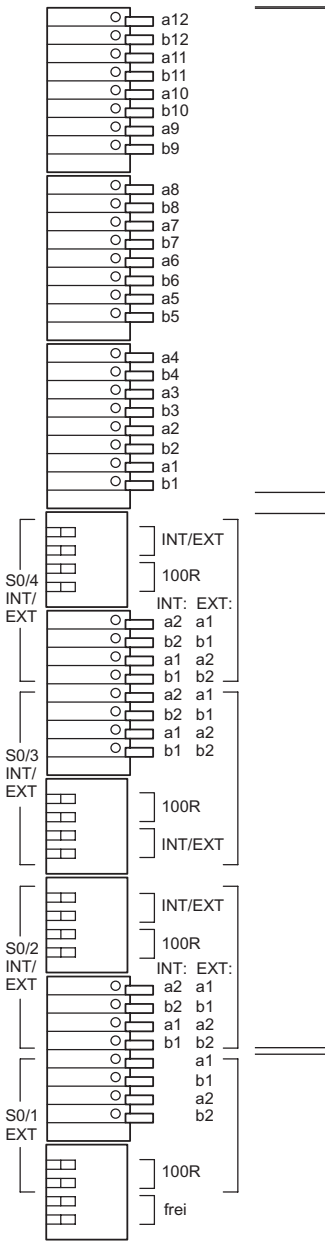 a12
b12
a11
b11
a10
b10
a9
b9
a8
b8
a7
b7
a6
b6
a5
b5
a4
b4
a3
b3
a2
b2
a1
b1
S0/4
INT/
EXT
INT/EXT
100R
INT: EXT:
a2 a1
b2 b1
a1 a2
b1 b2
S0/3
INT/
EXT
a2 a1
b2 b1
a1 a2
b1 b2
100R
INT/EXT
S0/2
INT/
EXT
INT/EXT
100R
INT: EXT:
a2 a1
b2 b1
a1 a2
b1 b2
S0/1
EXT
a1
b1
a2
b2
100R
frei